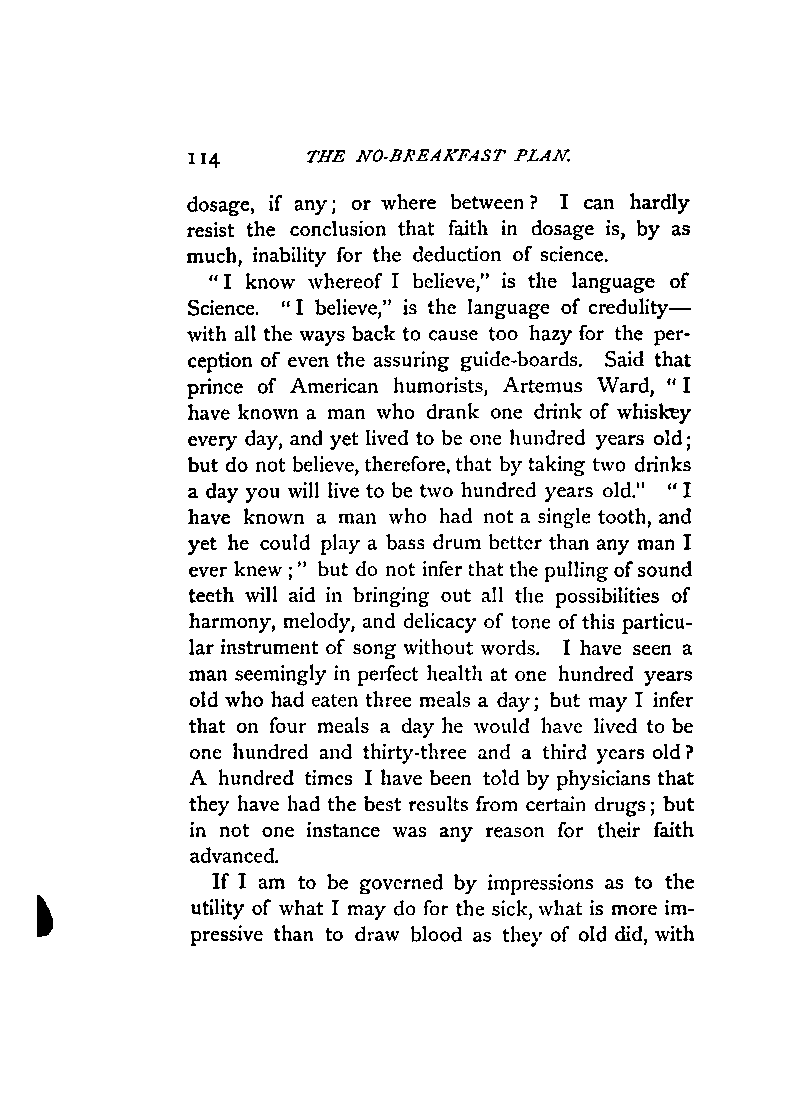 114 THE NO-BREAKFAST PLAN.
dosage, if any; or where between? I can hardly
resist the conclusion that faith in dosage is, by as
much, inability for the deduction of science.
"I know whereof I believe," is the language of
Science. "I believe," is the language of credulity—
with all the ways back to cause too hazy for the per-
ception of even the assuring guide-boards. Said that
prince of American humorists, Artemus Ward, "I
have known a man who drank one drink of whiskey
every day, and yet lived to be one hundred years old;
but do not believe, therefore, that by taking two drinks
a day you will live to be two hundred years old." "I
have known a man who had not a single tooth, and
yet he could play a bass drum better than any man I
ever knew;" but do not infer that the pulling of sound
teeth will aid in bringing out all the possibilities of
harmony, melody, and delicacy of tone of this particu-
lar instrument of song without words. I have seen a
man seemingly in perfect health at one hundred years
old who had eaten three meals a day; but may I infer
that on four meals a day he would have lived to be
one hundred and thirty-three and a third years old?
A hundred times I have been told by physicians that
they have had the best results from certain drugs; but
in not one instance was any reason for their faith
advanced.
If I am to be governed by impressions as to the
utility of what I may do for the sick, what is more im-
pressive than to draw blood as they of old did, with